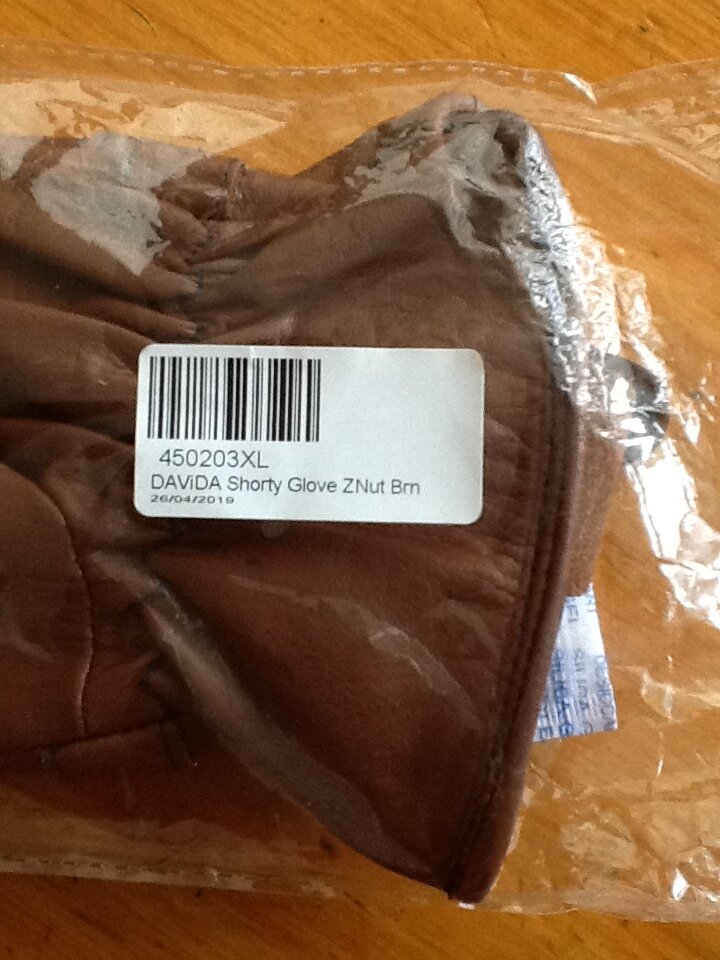 450203XL
DAViDA Shorty Glove ZNut Brn
26/04/2019